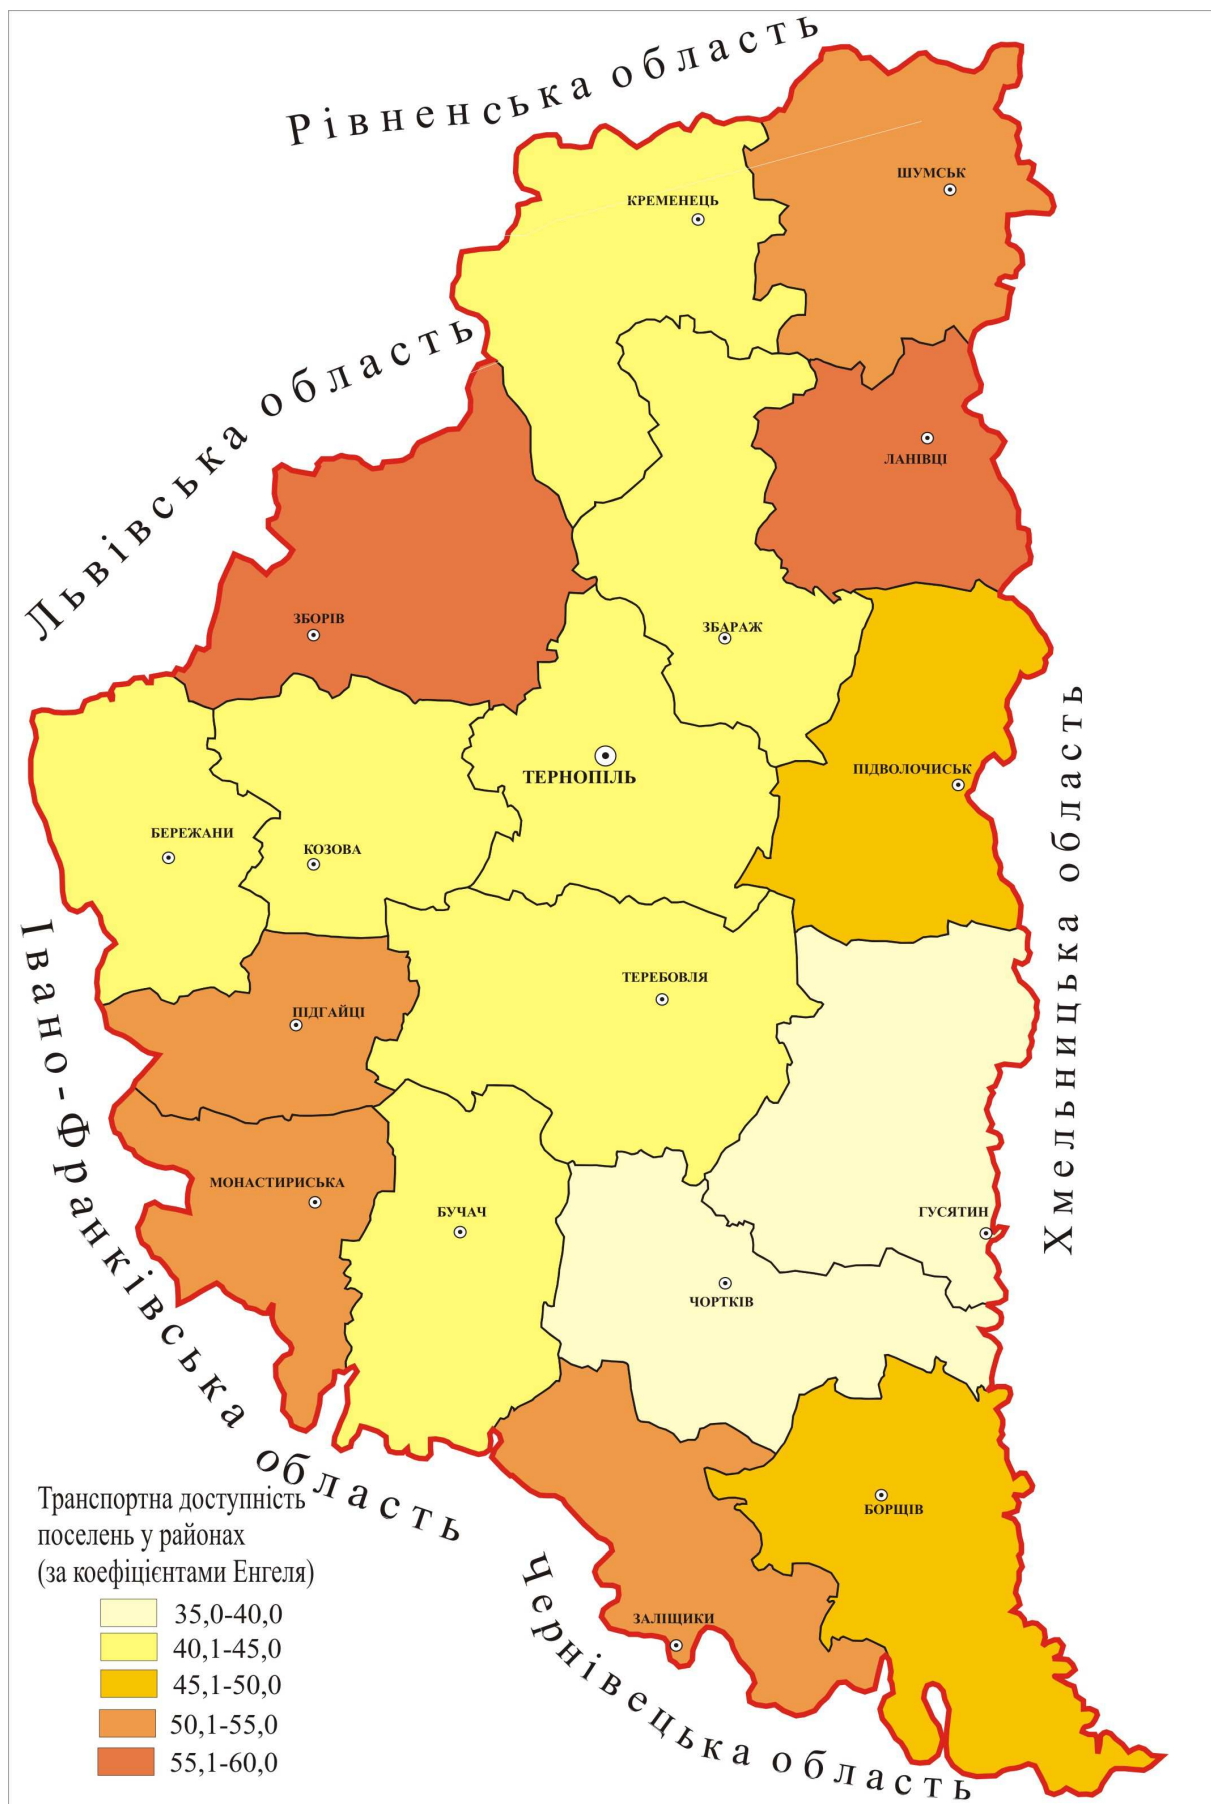 Рівненська область
ШУМСЬК
КРЕМЕНЕЦЬ
Львівська область
ЛАНІВЦІ
ЗБОРІВ
ЗБАРАЖ
Хмельницька область
ПІДВОЛОЧИСЬК
ТЕРНОПІЛЬ
БЕРЕЖАНИ
КОЗОВА
Івано-Франківська область
ТЕРЕБОВЛЯ
ПІДГАЙЦІ
МОНАСТИРИСЬКА
БУЧАЧ
ГУСЯТИН
ЧОРТКІВ
БОРЩІВ
ЗАЛІЩИКИ
Чернівецька область
Транспортна доступність
поселень у районах
(за коефіцієнтами Енгеля)
35,0-40,0
40,1-45,0
45,1-50,0
50,1-55,0
55,1-60,0